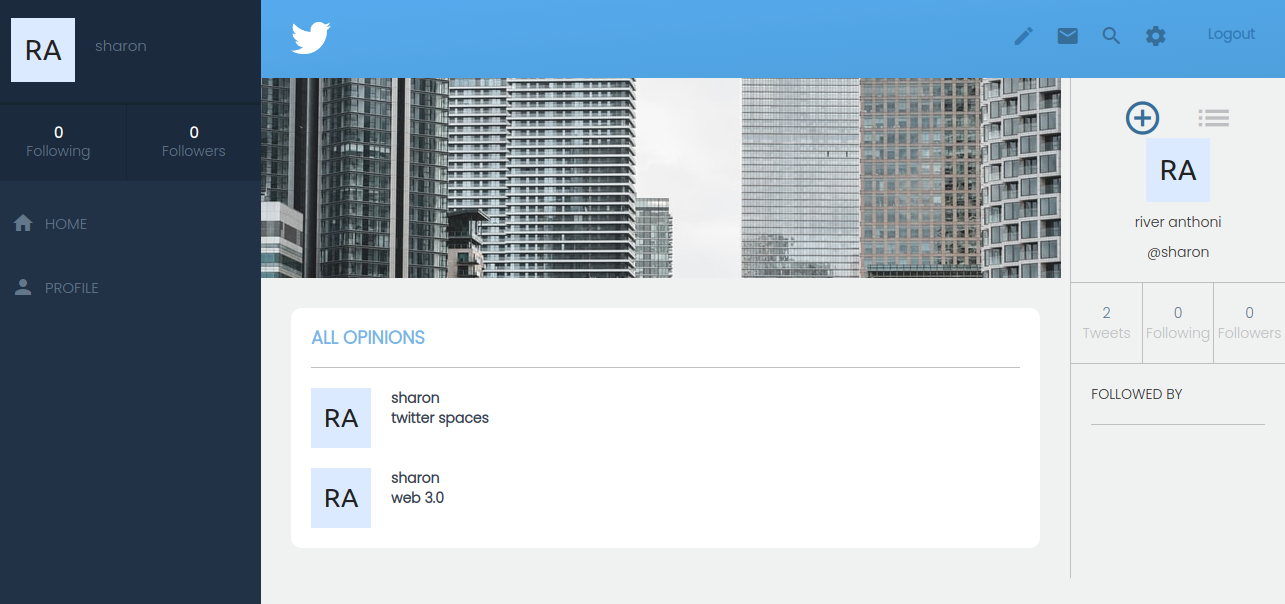 RA
sharon
0
Following
0
Followers
HOME
PROFILE
Logout
ALL OPINIONS
RA
sharon
twitter spaces
RA
sharon
web 3.0
RA
river anthoni
@sharon
2
Tweets
0
Following
0
Followers
FOLLOWED BY